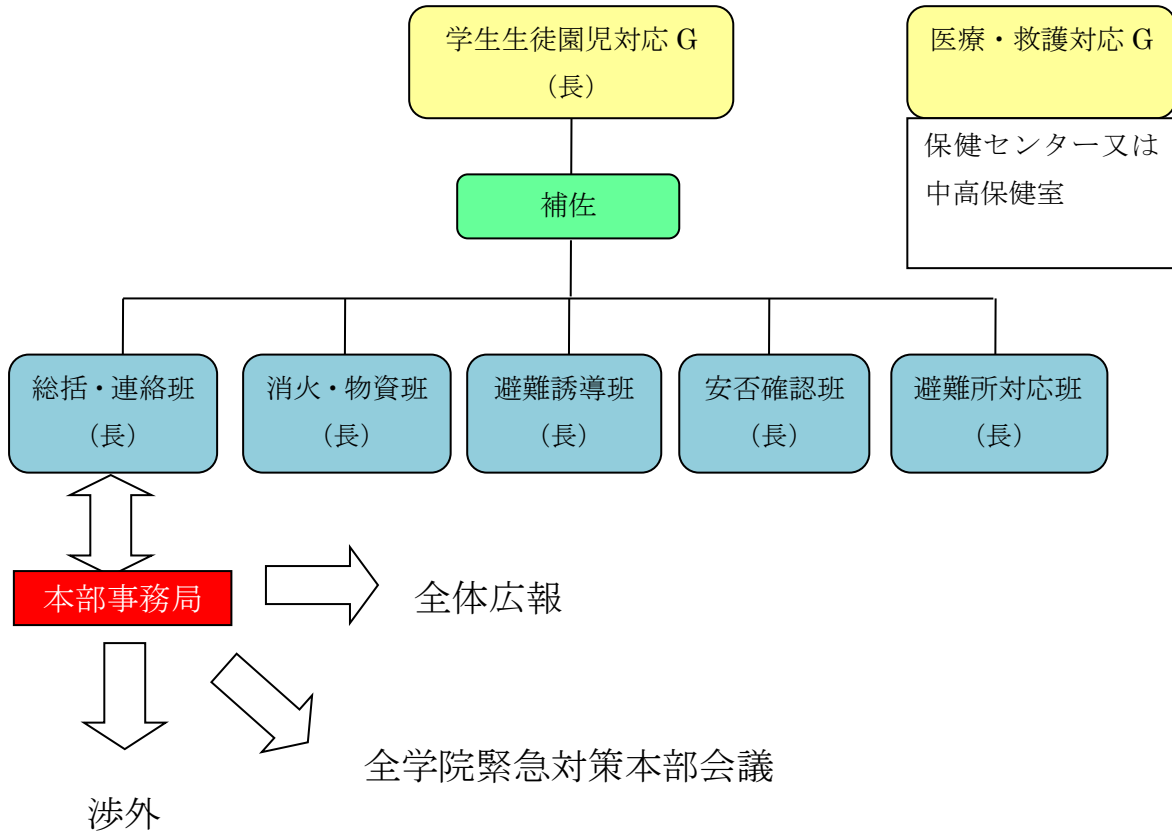 学生生徒園児対応 G
（長）
医療・救護対応 G
保健センター又は
中高保健室
補佐
総括・連絡班
（長）
消火・物資班
（長）
避難誘導班
（長）
安否確認班
（長）
避難所対応班
（長）
本部事務局
全体広報
全学院緊急対策本部会議
渉外